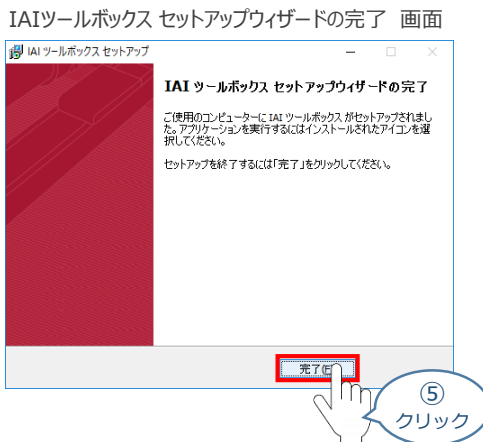 IAIツールボックス セットアップウィザードの完了 画面
IAI ツールボックス セットアップ
IAI ツールボックス セットアップウィザードの完了
ご使用のコンピューターに IAI ツールボックス がセットアップされまし
た。アプリケーションを実行するにはインストールされたアイコンを選
択してください。
セットアップを終了するには「完了」をクリックしてください。
完了(F)
⑤
クリック